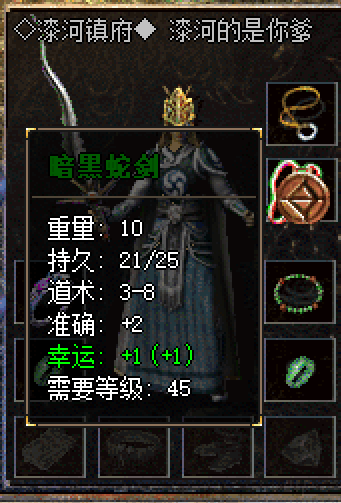 ◇漆河镇府◆ 漆河的是你爹
暗黑蛇剑
重量: 10
持久: 21/25
道术: 3-8
准确: +2
幸运: +1(+1)
需要等级: 45